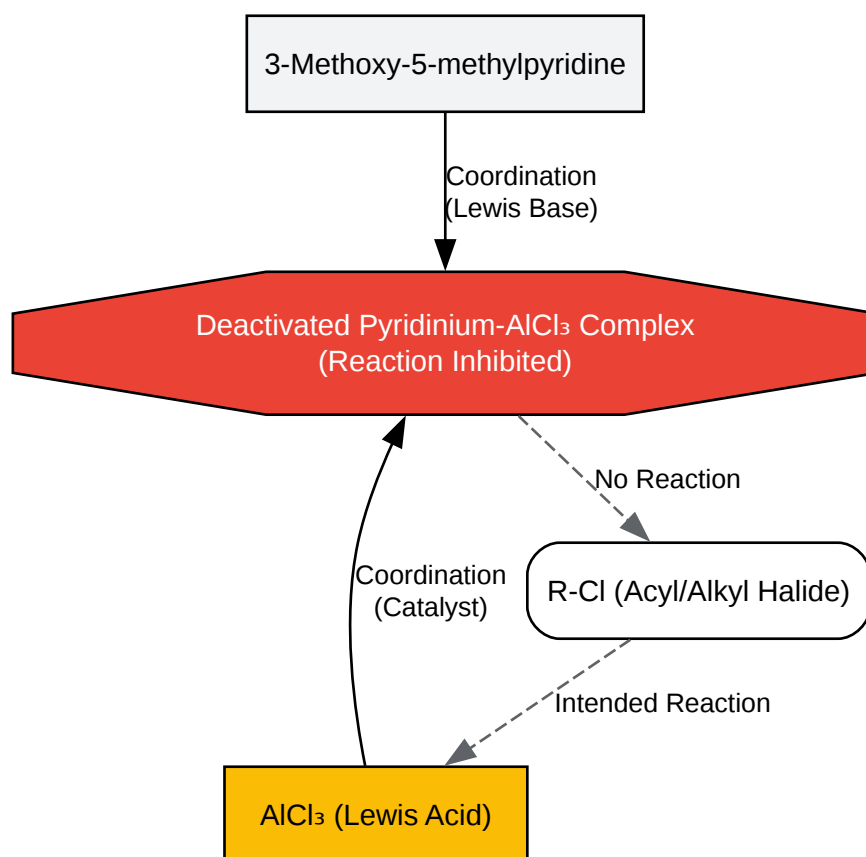 3-Methoxy-5-methylpyridine
Coordination
(Lewis Base)
Deactivated Pyridinium-AlCl₃ Complex
(Reaction Inhibited)
No Reaction
R-Cl (Acyl/Alkyl Halide)
Coordination
(Catalyst)
Intended Reaction
AlCl₃ (Lewis Acid)